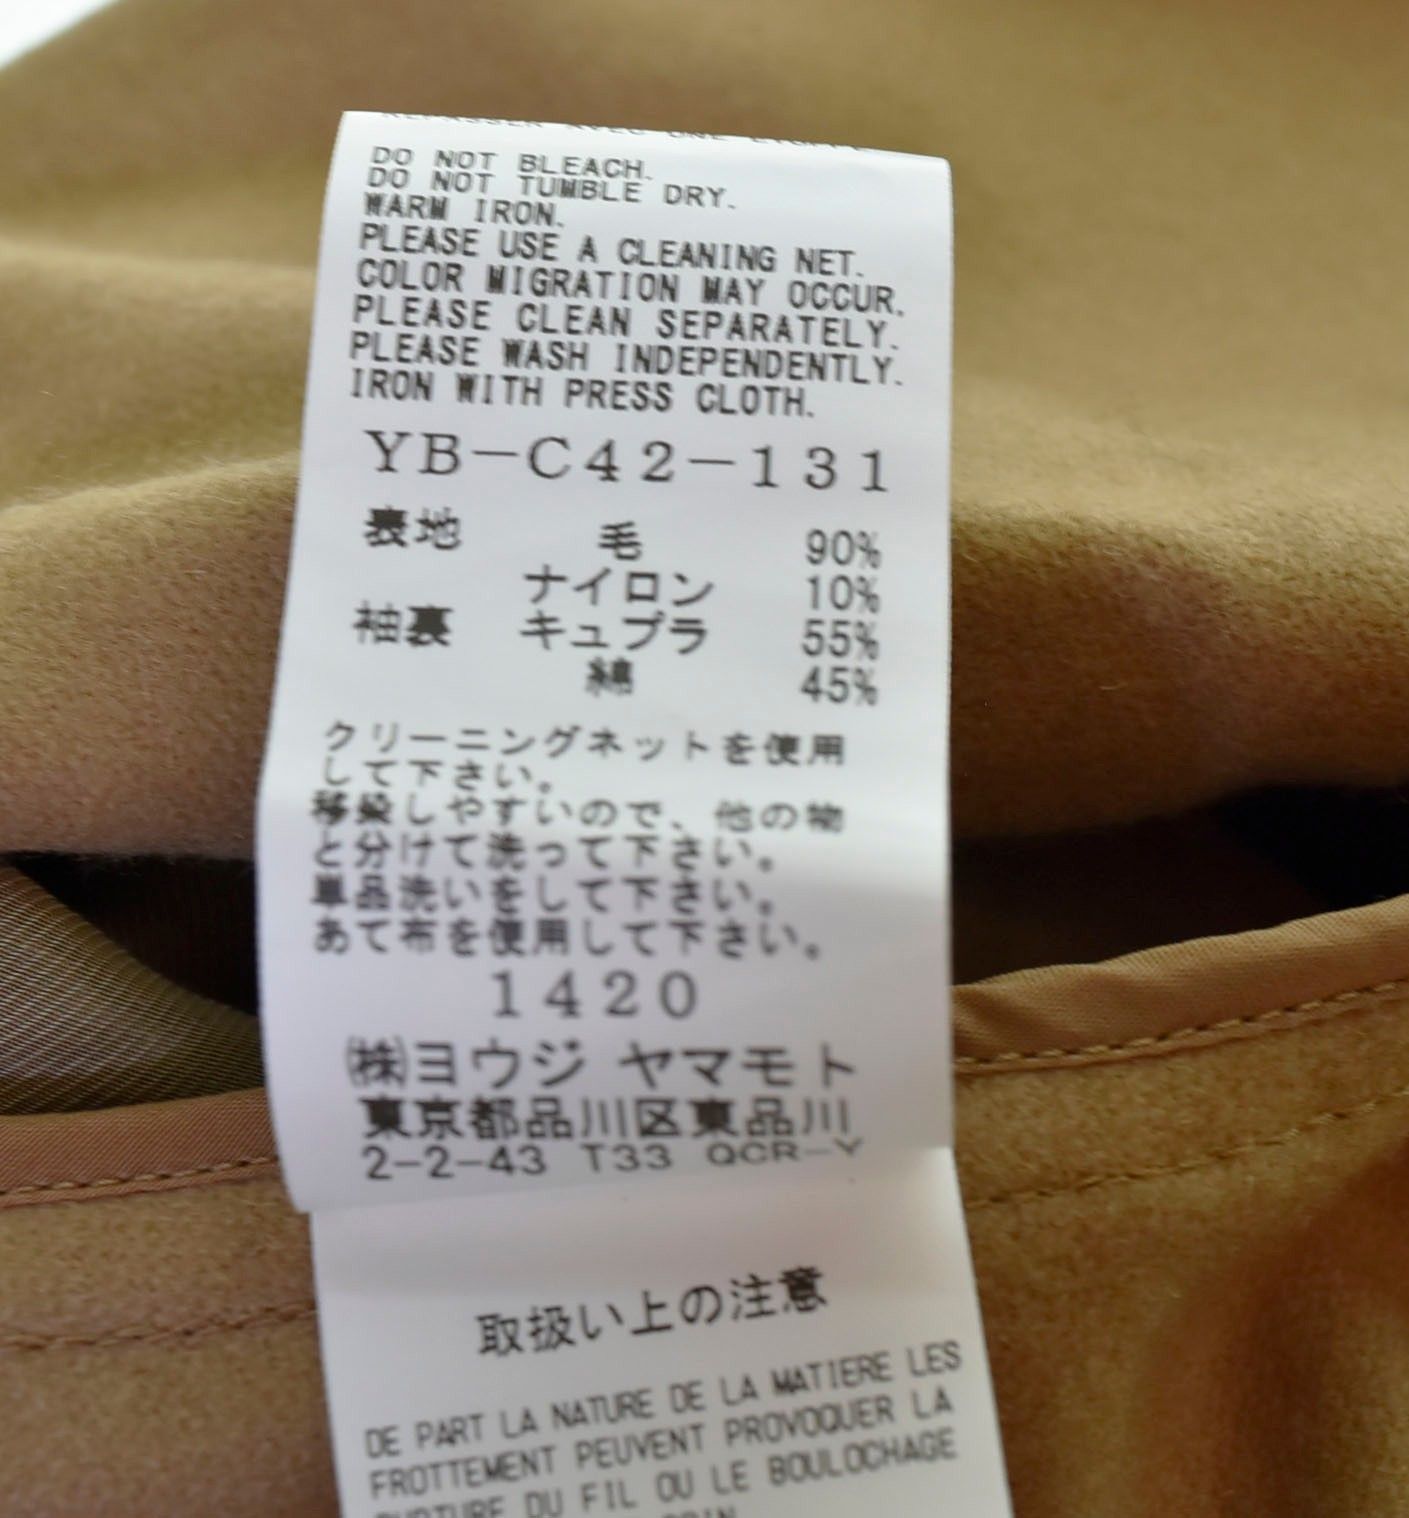 DO NOT BLEACH.
DO NOT TUMBLE DRY.
WARM IRON.
PLEASE USE A CLEANING NET.
COLOR MIGRATION MAY OCCUR.
PLEASE CLEAN SEPARATELY.
PLEASE WASH INDEPENDENTLY.
IRON WITH PRESS CLOTH.
YB-C42-131
表地 毛 90%
ナイロン 10%
袖裏 キュプラ 55%
綿 45%
クリーニングネットを使用
して下さい。
移染しやすいので、他の物
と分けて洗って下さい。
単品洗いをして下さい。
あて布を使用して下さい。
1420
㈱ヨウジ ヤマモト
東京都品川区東品川
2-2-43 T33 QCR-Y
取扱い上の注意
DE PART LA NATURE DE LA MATIERE LES
FROTTEMENT PEUVENT PROVOQUER LA
DU FIL OU LE BOULOCHAGE